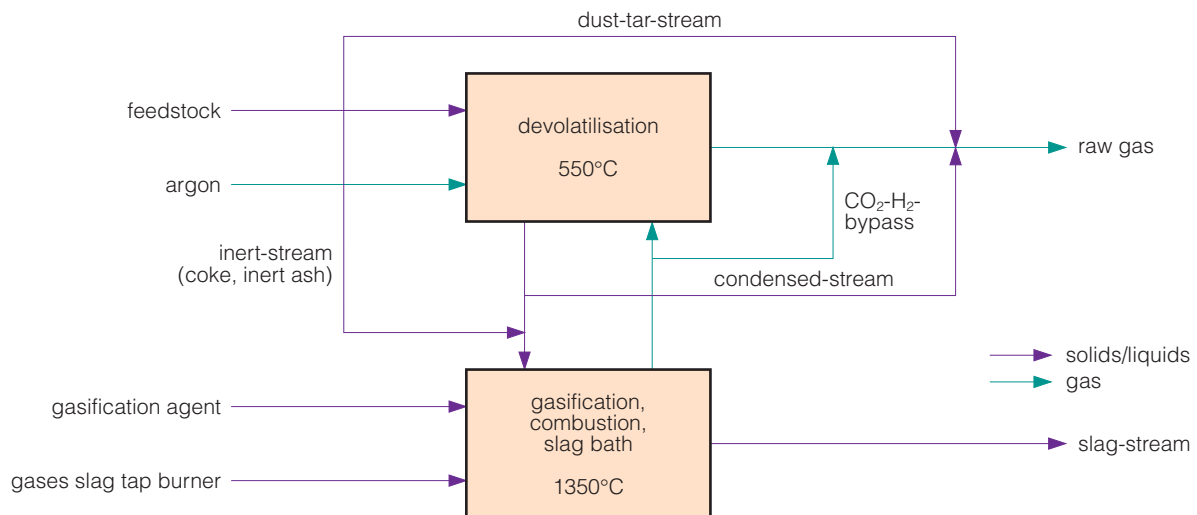 dust-tar-stream
feedstock
devolatilisation
550°C
raw gas
argon
CO₂-H₂-
bypass
inert-stream
(coke, inert ash)
condensed-stream
solids/liquids
gas
gasification agent
gasification,
combustion,
slag bath
1350°C
slag-stream
gases slag tap burner